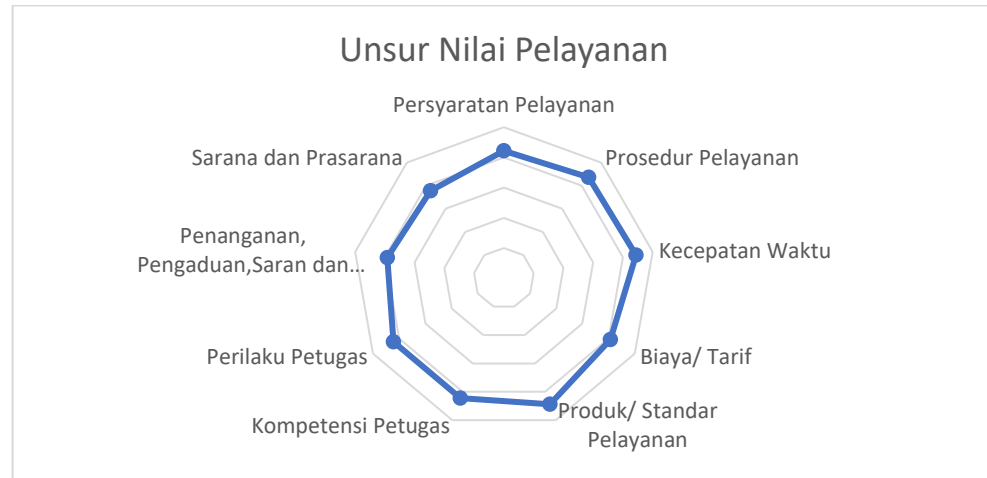 Unsur Nilai Pelayanan
Persyaratan Pelayanan
Prosedur Pelayanan
Kecepatan Waktu
Biaya/ Tarif
Produk/ Standar
Pelayanan
Kompetensi Petugas
Perilaku Petugas
Penanganan,
Pengaduan,Saran dan...
Sarana dan Prasarana